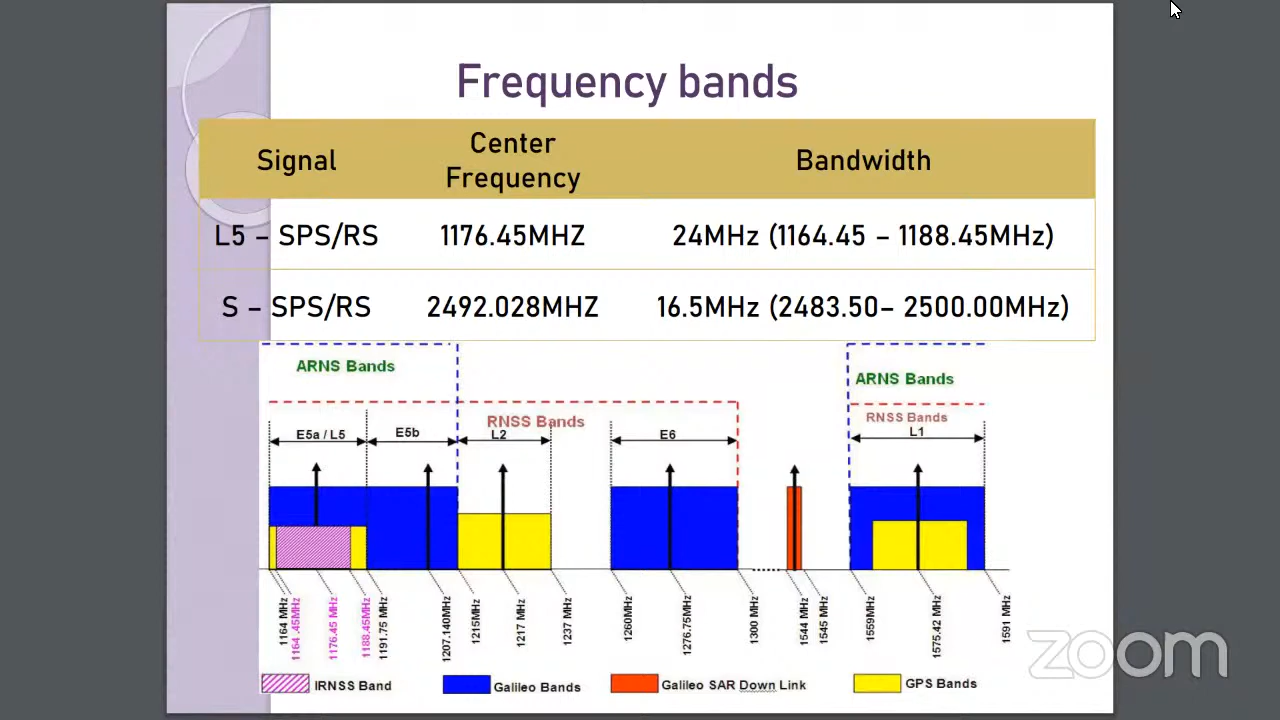 Frequency bands
Signal
Center
Frequency
Bandwidth
L5 – SPS/RS
1176.45MHZ
24MHz (1164.45 – 1188.45MHz)
S – SPS/RS
2492.028MHZ
16.5MHz (2483.50– 2500.00MHz)
ARNS Bands
ARNS Bands
RNSS Bands
RNSS Bands
E5a / L5
E5b
L2
E6
L1
1164 MHz
1164 .45MHz
1176.45 MHz
1188.45MHz
1191.75 MHz
1207.140MHz
1215MHz
1217 MHz
1237 MHz
1260MHz
1276.75MHz
1300 MHz
1544 MHz
1545 MHz
1559MHz
1575.42 MHz
1591 MHz
IRNSS Band
Galileo Bands
Galileo SAR Down Link
GPS Bands
zoom